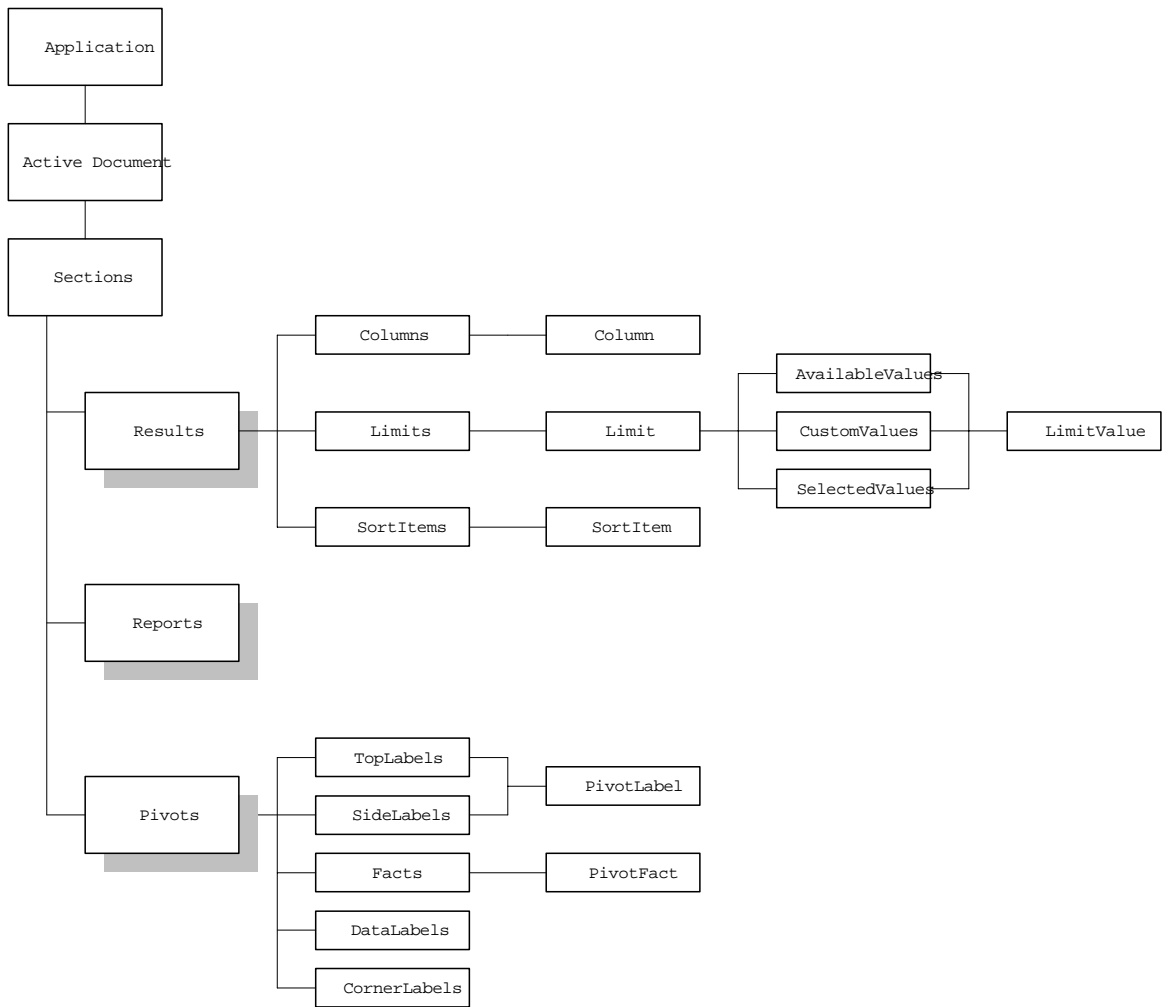 Application
Active Document
Sections
Columns
Column
AvailableValues
Results
Limits
Limit
CustomValues
LimitValue
SelectedValues
SortItems
SortItem
Reports
TopLabels
PivotLabel
Pivots
SideLabels
Facts
PivotFact
DataLabels
CornerLabels